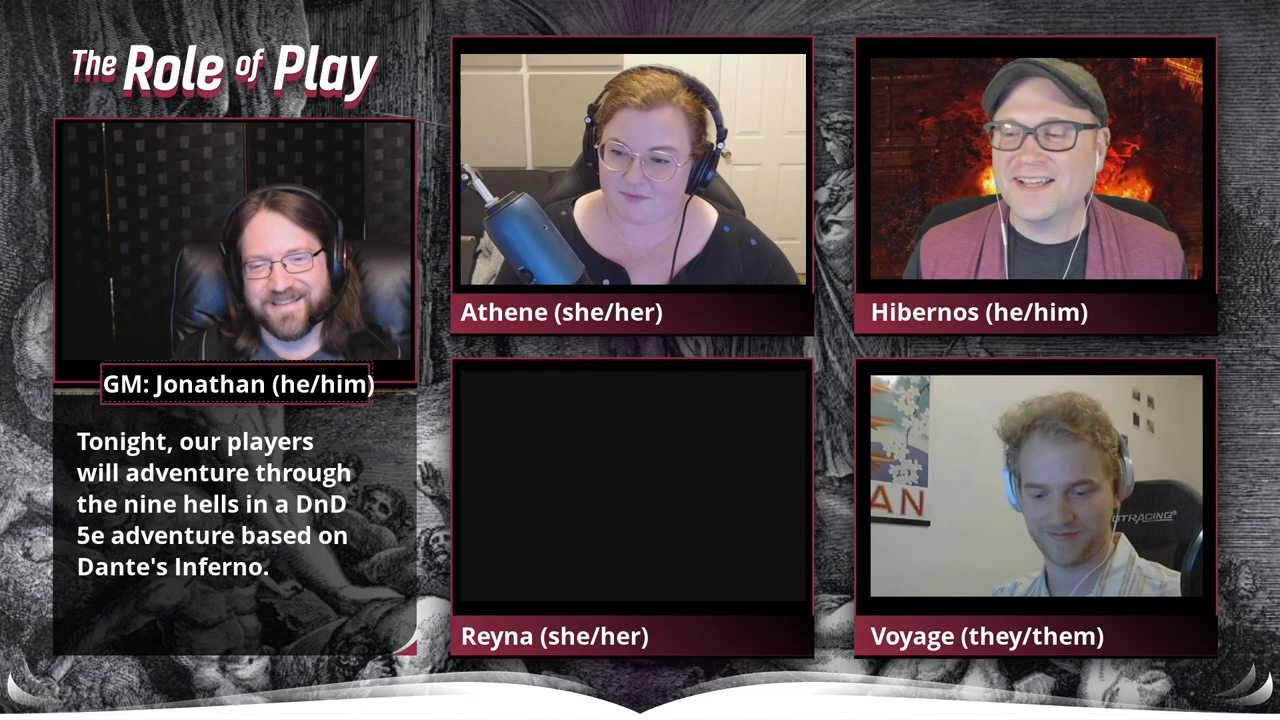 The Role of Play
Athene (she/her)
Hibernos (he/him)
GM: Jonathan (he/him)
Tonight, our players
will adventure through
the nine hells in a DnD
5e adventure based on
Dante's Inferno.
AN
OTRACING®
Reyna (she/her)
Voyage (they/them)